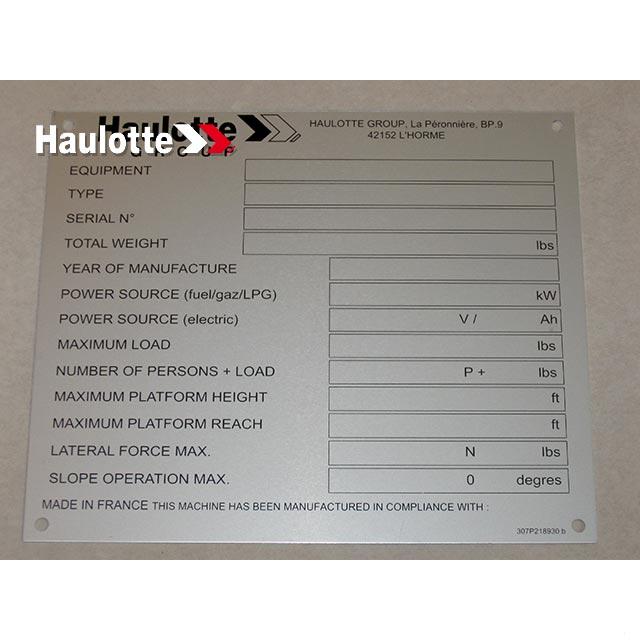 Haulotte
Haulotte
GROUP
HAULOTTE GROUP, La Péronnière, BP.9
42152 L'HORME
EQUIPMENT
TYPE
SERIAL N°
TOTAL WEIGHT lbs
YEAR OF MANUFACTURE
POWER SOURCE (fuel/gaz/LPG) kW
POWER SOURCE (electric) V / Ah
MAXIMUM LOAD lbs
NUMBER OF PERSONS + LOAD P + lbs
MAXIMUM PLATFORM HEIGHT ft
MAXIMUM PLATFORM REACH ft
LATERAL FORCE MAX. N lbs
SLOPE OPERATION MAX. 0 degres
MADE IN FRANCE THIS MACHINE HAS BEEN MANUFACTURED IN COMPLIANCE WITH :
307P218930 b